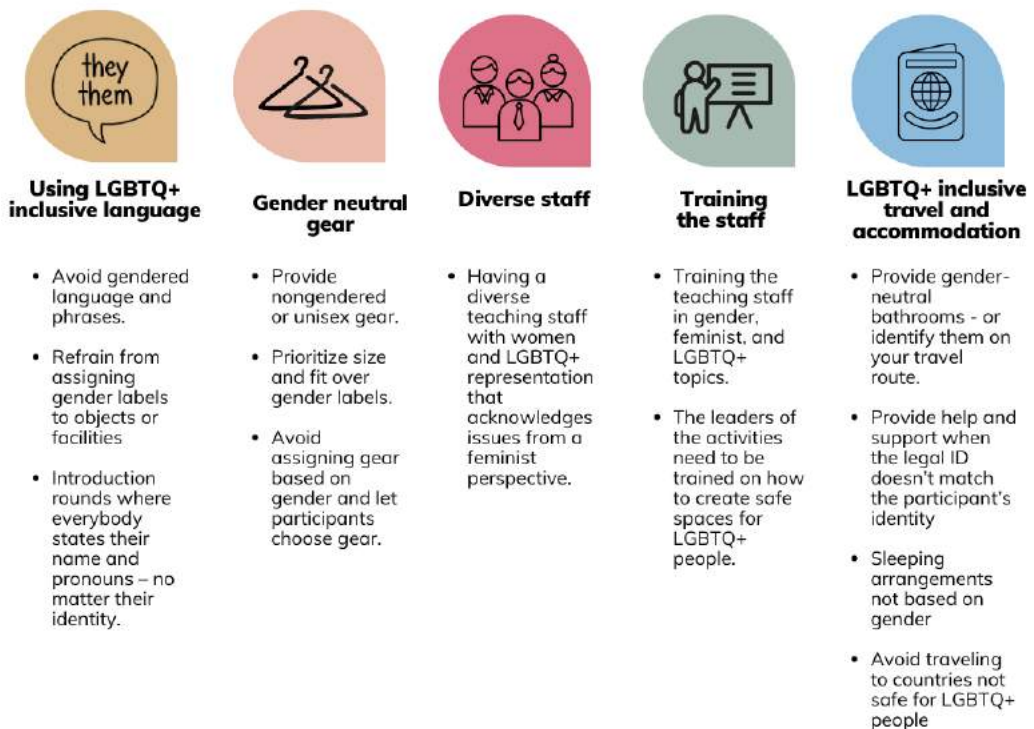 they
them
Using LGBTQ+
inclusive language
• Avoid gendered
language and
phrases.
• Refrain from
assigning
gender labels
to objects or
facilities
• Introduction
rounds where
everybody
states their
name and
pronouns – no
matter their
identity.
Gender neutral
gear
• Provide
nongendered
or unisex gear.
• Prioritize size
and fit over
gender labels.
• Avoid
assigning gear
based on
gender and let
participants
choose gear.
Diverse staff
• Having a
diverse
teaching staff
with women
and LGBTQ+
representation
that
acknowledges
issues from a
feminist
perspective.
Training
the staff
• Training the
teaching staff
in gender,
feminist, and
LGBTQ+
topics.
• The leaders of
the activities
need to be
trained on how
to create safe
spaces for
LGBTQ+
people.
LGBTQ+ inclusive
travel and
accommodation
• Provide gender-
neutral
bathrooms - or
identify them on
your travel
route.
• Provide help and
support when
the legal ID
doesn't match
the participant's
identity
• Sleeping
arrangements
not based on
gender
• Avoid traveling
to countries not
safe for LGBTQ+
people